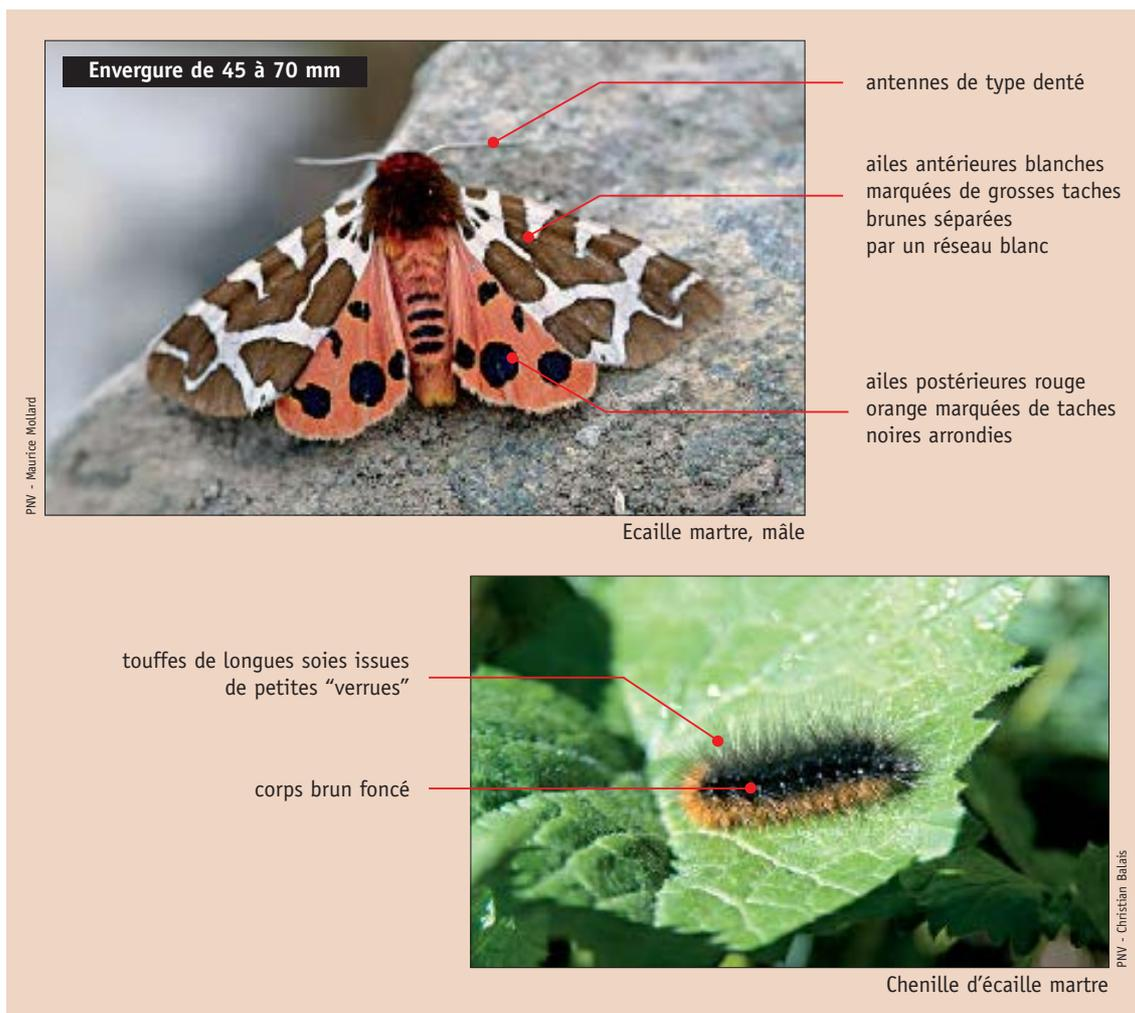 Envergure de 45 à 70 mm
antennes de type denté
ailes antérieures blanches
marquées de grosses taches
brunes séparées
par un réseau blanc
ailes postérieures rouge
orange marquées de taches
noires arrondies
PNV - Maurice Mollard
Ecaille martre, mâle
touffes de longues soies issues
de petites “verrues”
corps brun foncé
PNV - Christian Balais
Chenille d’écaille martre